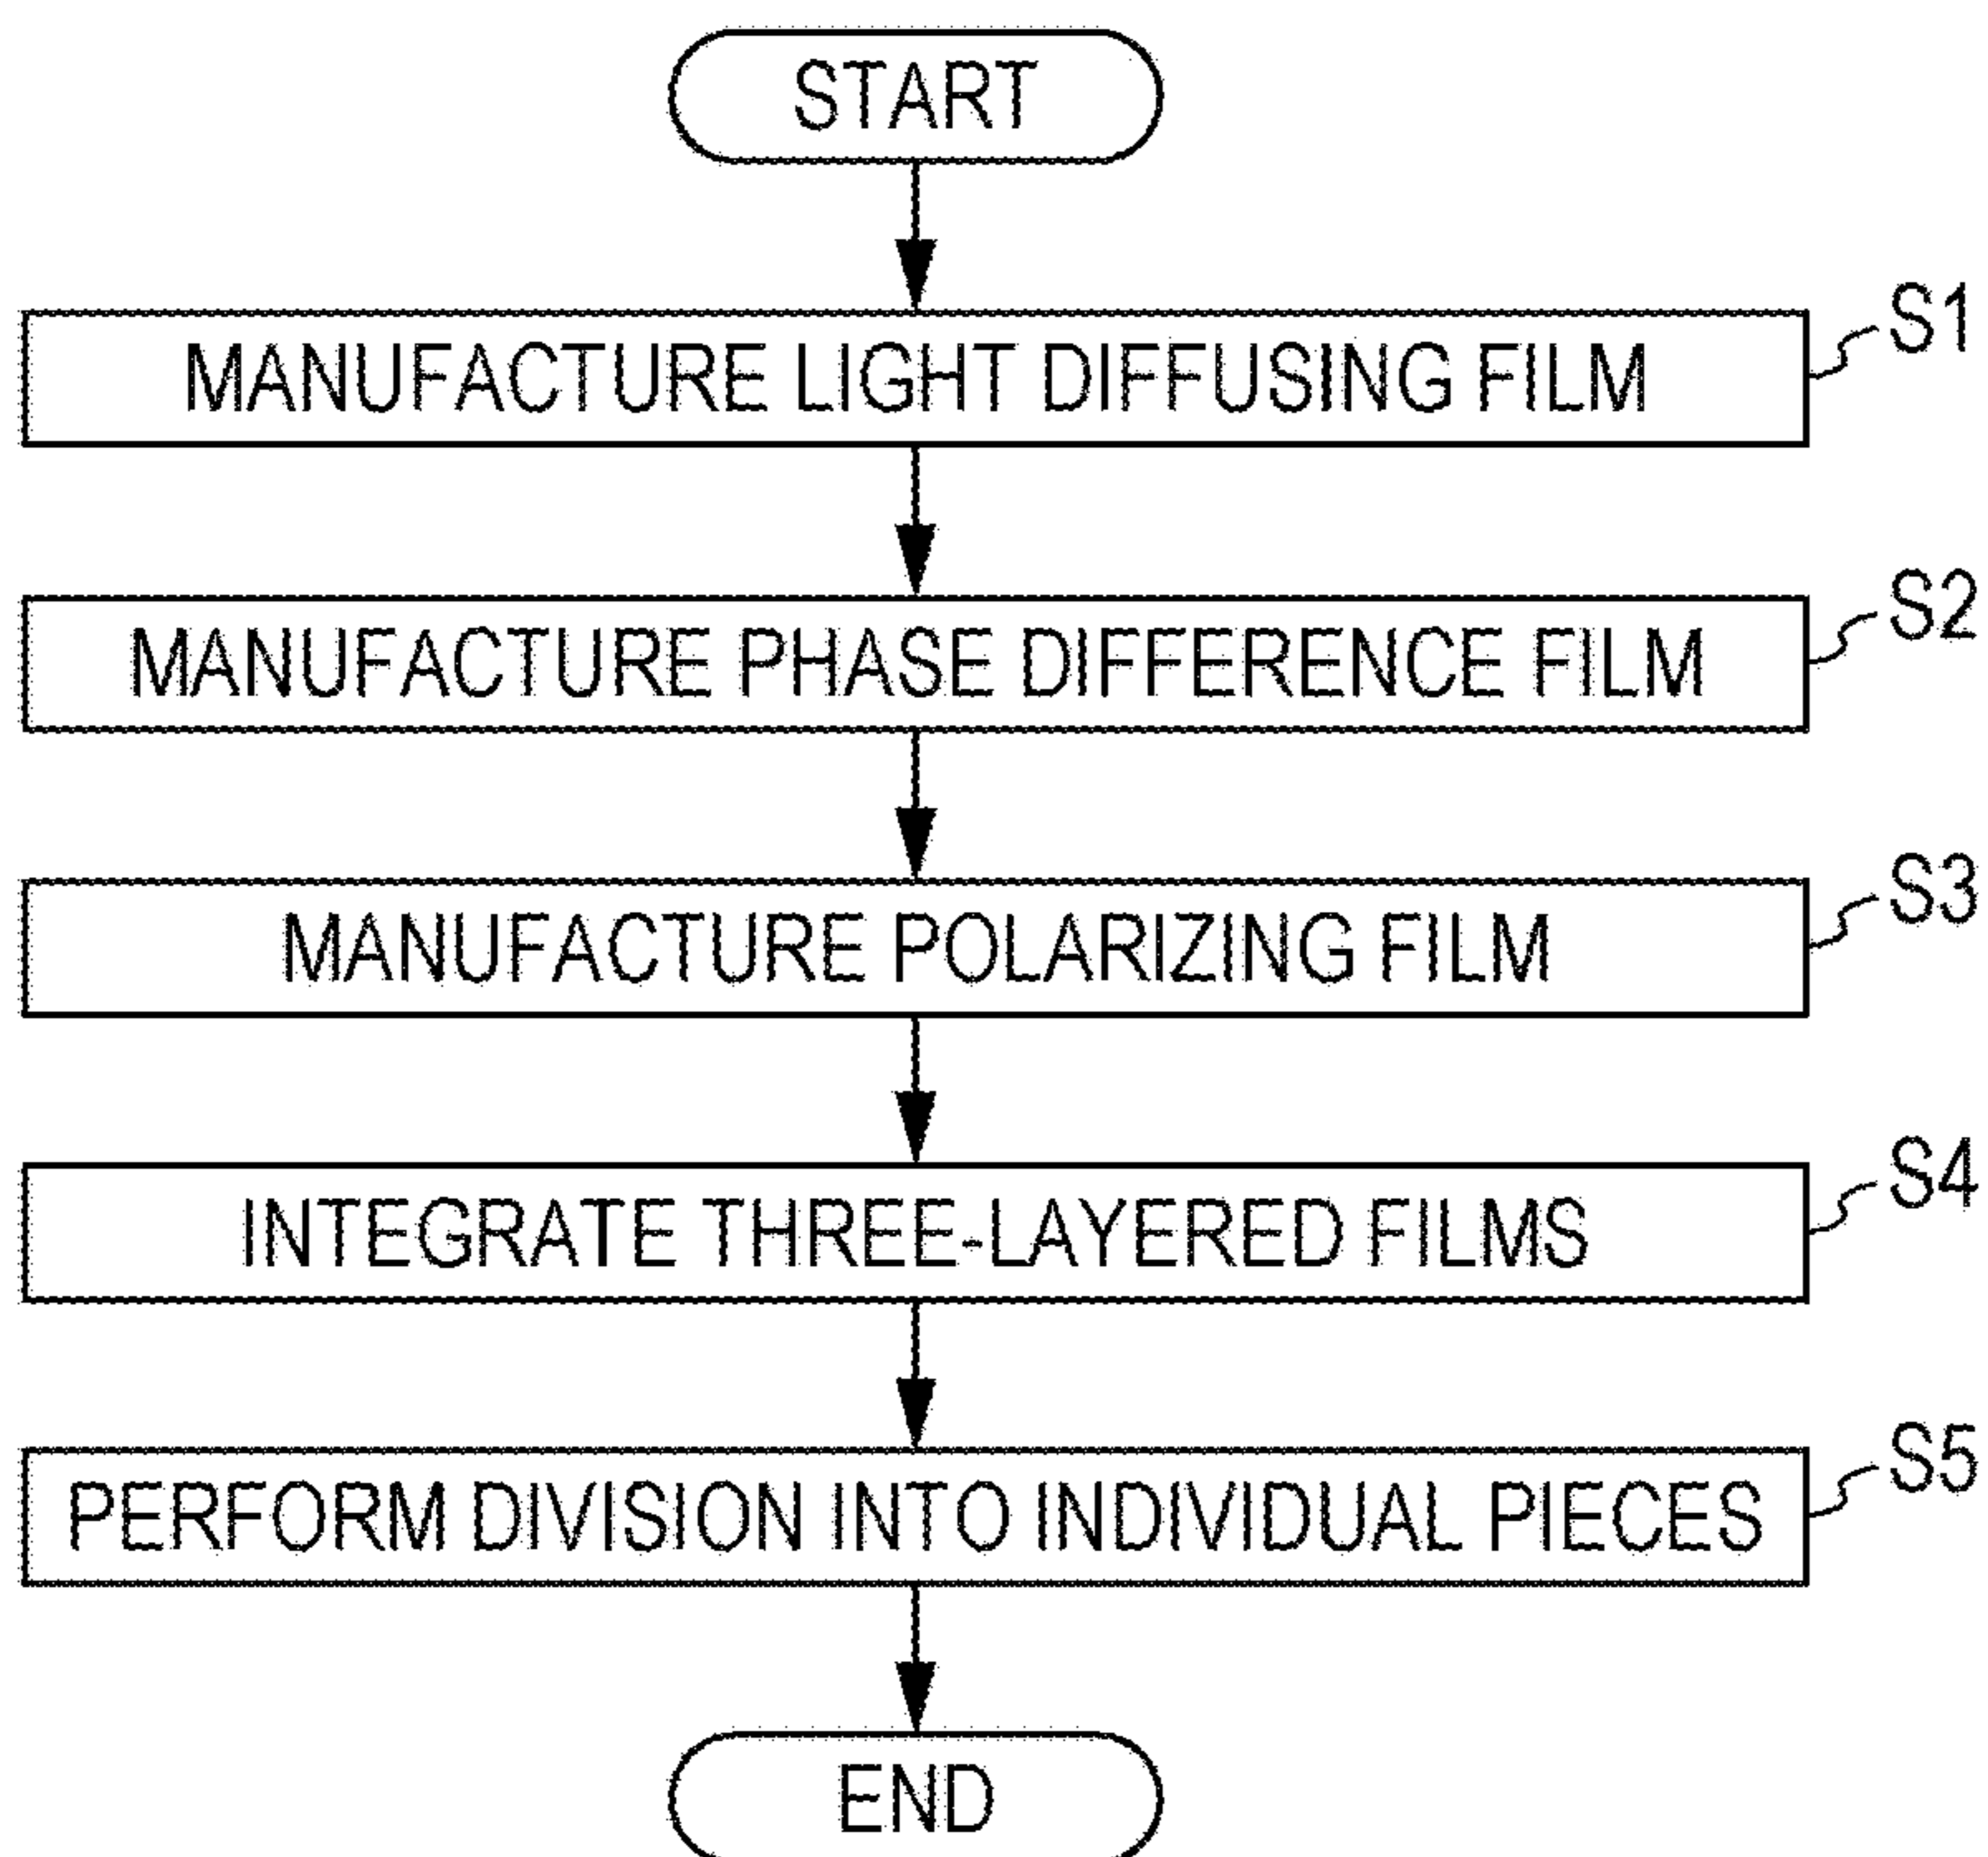 START
MANUFACTURE LIGHT DIFFUSING FILM
S1
MANUFACTURE PHASE DIFFERENCE FILM
S2
MANUFACTURE POLARIZING FILM
S3
INTEGRATE THREE-LAYERED FILMS
S4
PERFORM DIVISION INTO INDIVIDUAL PIECES
S5
END